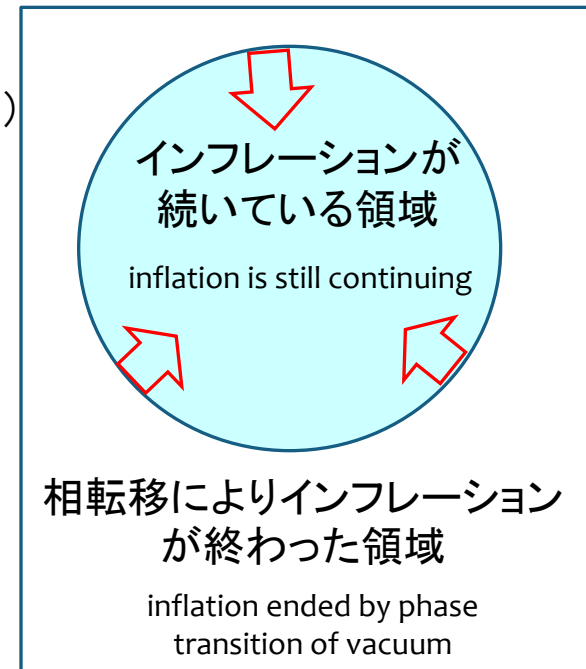 )
インフレーションが
続いている領域
inflation is still continuing
相転移によりインフレーション
が終わった領域
inflation ended by phase
transition of vacuum